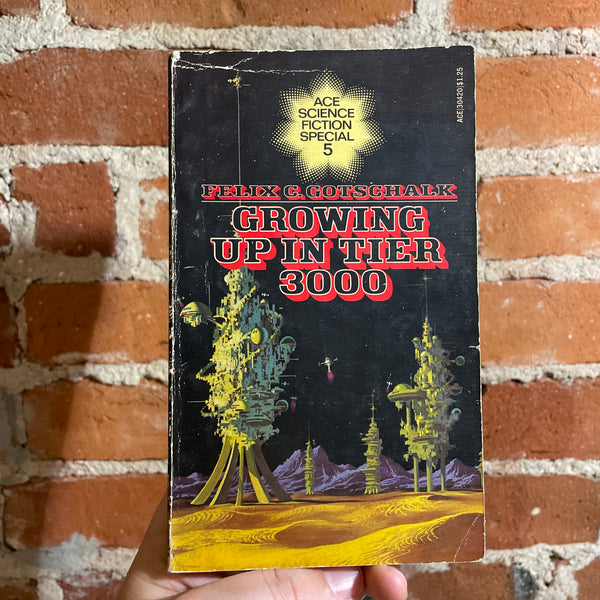 ACE
SCIENCE
FICTION
SPECIAL
5
ACE/30420/$1.25
FELIX C. GOTSCHALK
GROWING
UP IN TIER
3000